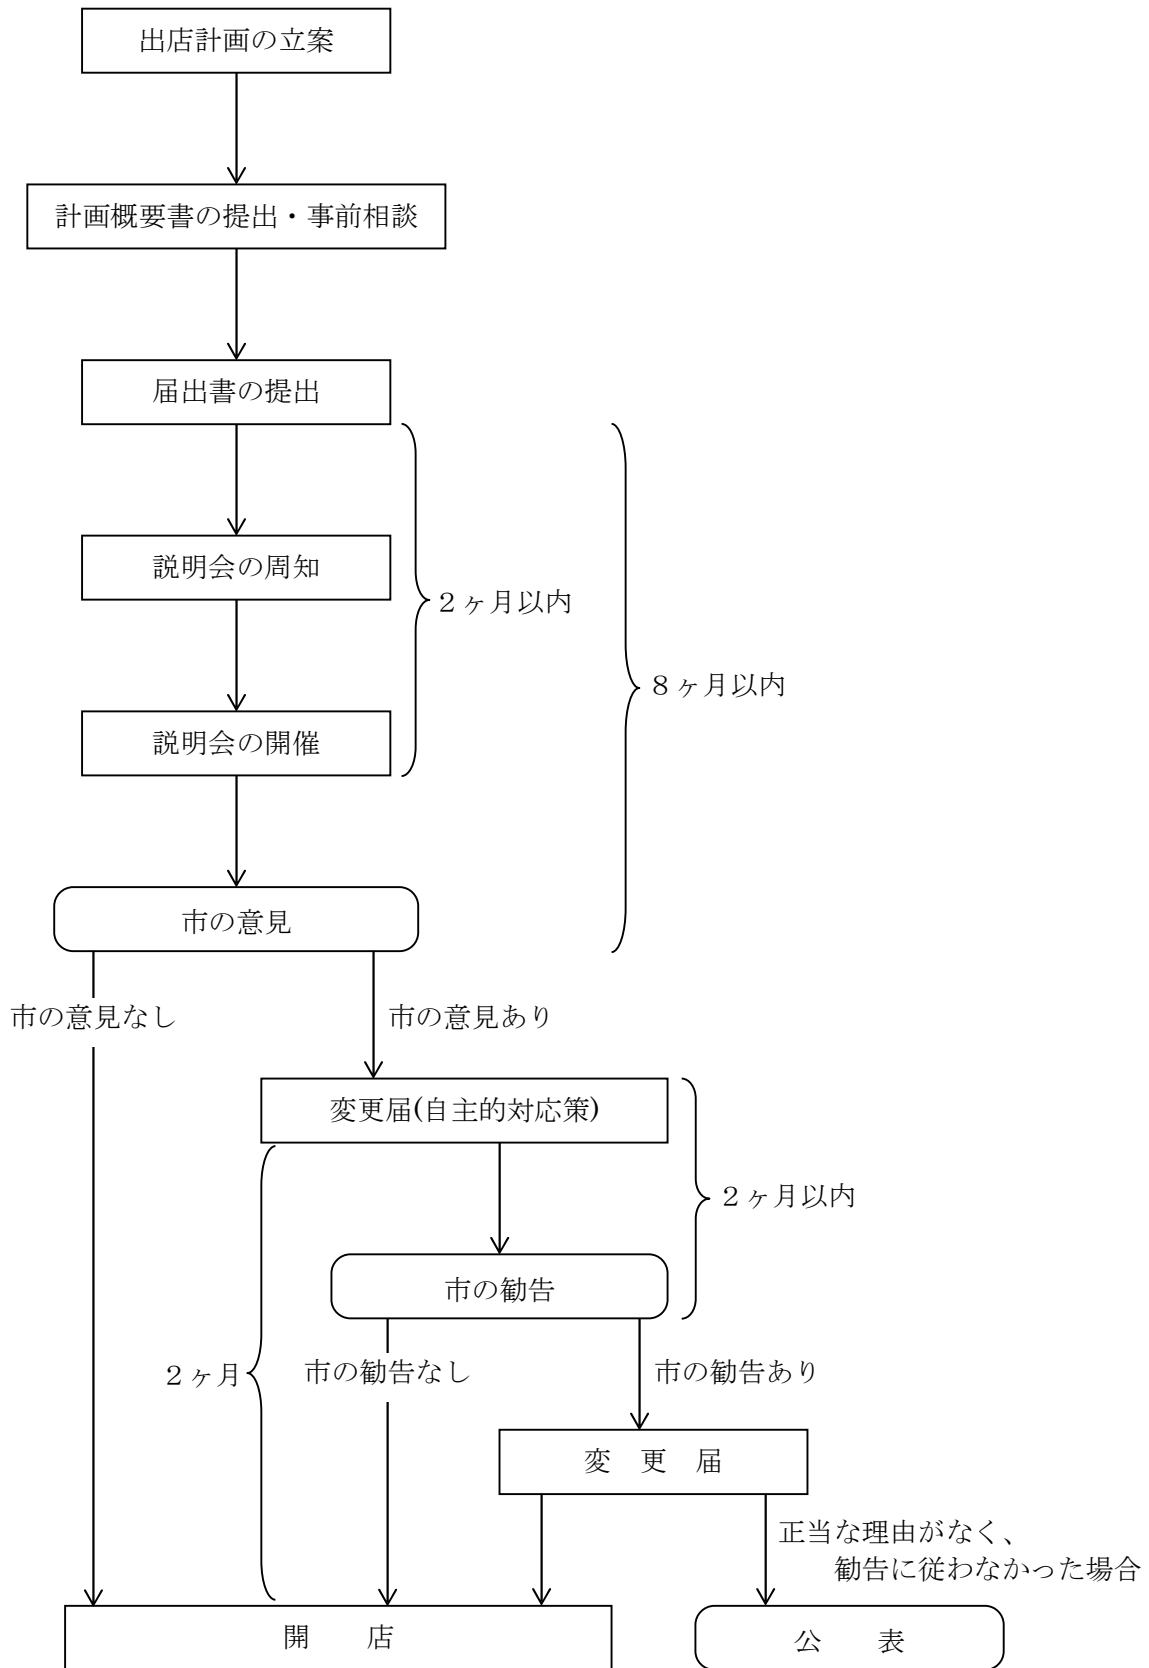 出店計画の立案
計画概要書の提出・事前相談
届出書の提出
説明会の周知
２ヶ月以内
８ヶ月以内
説明会の開催
市の意見
市の意見なし
市の意見あり
変更届(自主的対応策)
２ヶ月以内
市の勧告
２ヶ月
市の勧告なし
市の勧告あり
変　更　届
正当な理由がなく、
勧告に従わなかった場合
開　　店
公　　表